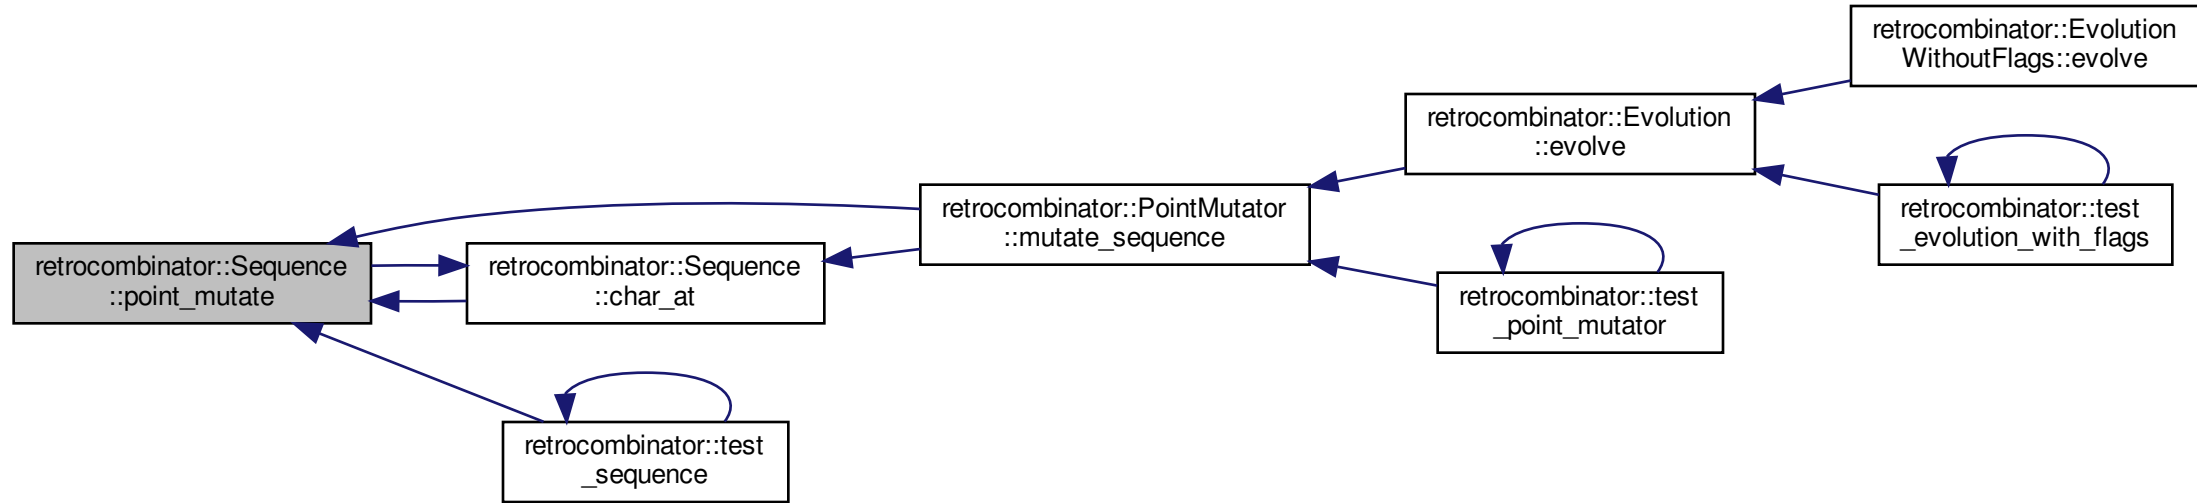 retrocombinator::Sequence
::point_mutate
retrocombinator::Sequence
::char_at
retrocombinator::test
_sequence
retrocombinator::PointMutator
::mutate_sequence
retrocombinator::Evolution
::evolve
retrocombinator::test
_point_mutator
retrocombinator::Evolution
WithoutFlags::evolve
retrocombinator::test
_evolution_with_flags